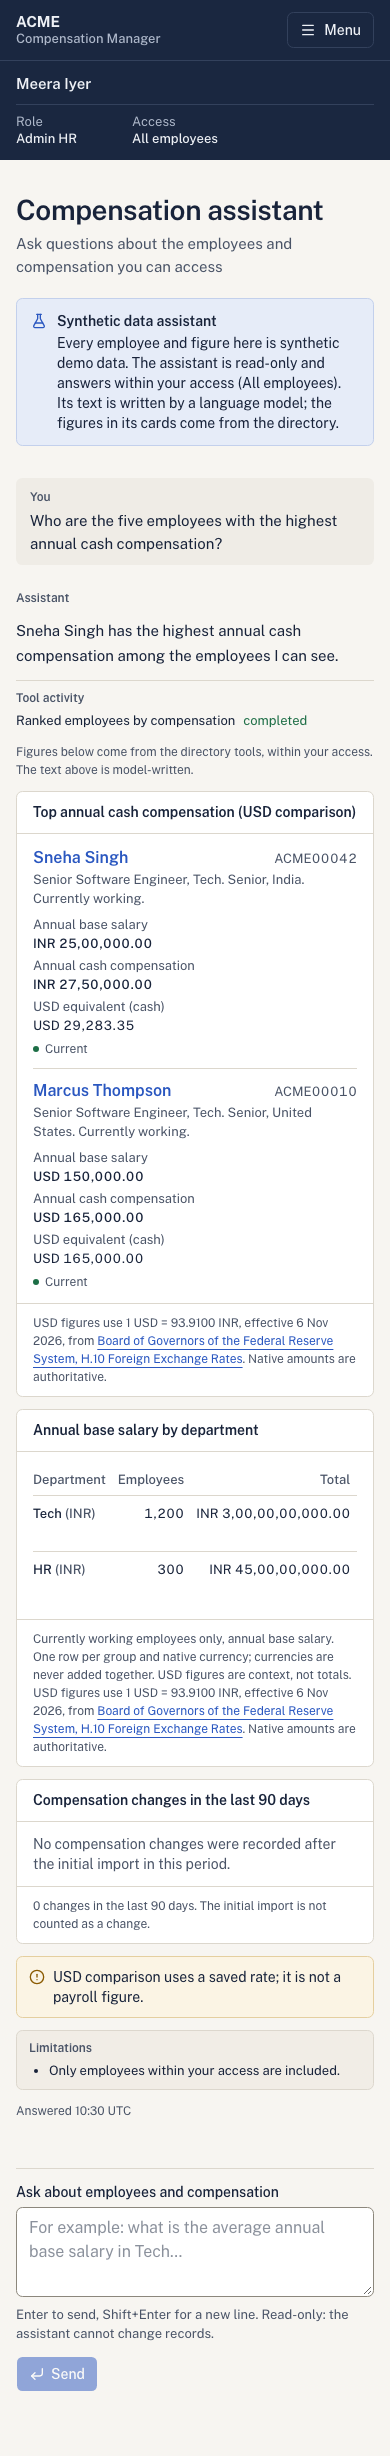 ACME
Compensation Manager
Menu
Meera Iyer
Role
Admin HR
Access
All employees
Compensation assistant
Ask questions about the employees and
compensation you can access
Synthetic data assistant
Every employee and figure here is synthetic
demo data. The assistant is read-only and
answers within your access (All employees).
Its text is written by a language model; the
figures in its cards come from the directory.
You
Who are the five employees with the highest
annual cash compensation?
Assistant
Sneha Singh has the highest annual cash
compensation among the employees I can see.
Tool activity
Ranked employees by compensation completed
Figures below come from the directory tools, within your access.
The text above is model-written.
Top annual cash compensation (USD comparison)
Sneha Singh ACME00042
Senior Software Engineer, Tech. Senior, India.
Currently working.
Annual base salary
INR 25,00,000.00
Annual cash compensation
INR 27,50,000.00
USD equivalent (cash)
USD 29,283.35
Current
Marcus Thompson ACME00010
Senior Software Engineer, Tech. Senior, United
States. Currently working.
Annual base salary
USD 150,000.00
Annual cash compensation
USD 165,000.00
USD equivalent (cash)
USD 165,000.00
Current
USD figures use 1 USD = 93.9100 INR, effective 6 Nov
2026, from Board of Governors of the Federal Reserve
System, H.10 Foreign Exchange Rates. Native amounts are
authoritative.
Annual base salary by department
Department Employees Total
Tech (INR) 1,200 INR 3,00,00,00,000.00
HR (INR) 300 INR 45,00,00,000.00
Currently working employees only, annual base salary.
One row per group and native currency; currencies are
never added together. USD figures are context, not totals.
USD figures use 1 USD = 93.9100 INR, effective 6 Nov
2026, from Board of Governors of the Federal Reserve
System, H.10 Foreign Exchange Rates. Native amounts are
authoritative.
Compensation changes in the last 90 days
No compensation changes were recorded after
the initial import in this period.
0 changes in the last 90 days. The initial import is not
counted as a change.
USD comparison uses a saved rate; it is not a
payroll figure.
Limitations
• Only employees within your access are included.
Answered 10:30 UTC
Ask about employees and compensation
For example: what is the average annual
base salary in Tech...
Enter to send, Shift+Enter for a new line. Read-only: the
assistant cannot change records.
Send